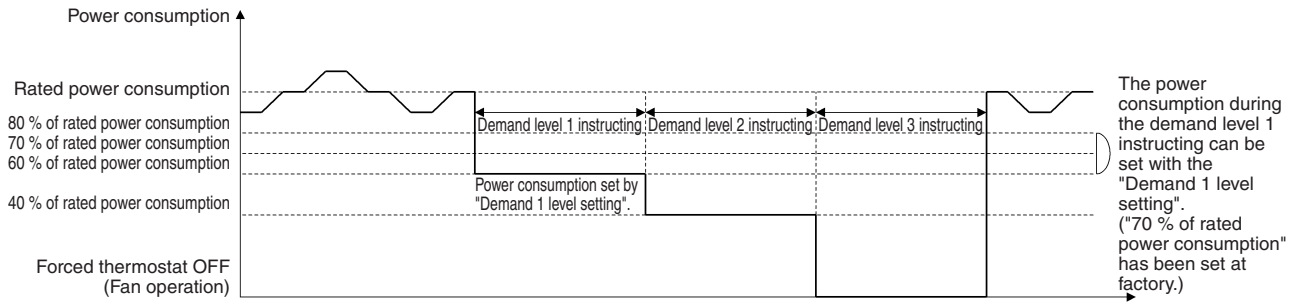 Power consumption
Rated power consumption
80 % of rated power consumption
70 % of rated power consumption
60 % of rated power consumption
40 % of rated power consumption
Forced thermostat OFF
(Fan operation)
Demand level 1 instructing
Demand level 2 instructing
Demand level 3 instructing
Power consumption set by
"Demand 1 level setting".
The power
consumption during
the demand level 1
instructing can be
set with the
"Demand 1 level
setting".
("70 % of rated
power consumption"
has been set at
factory.)